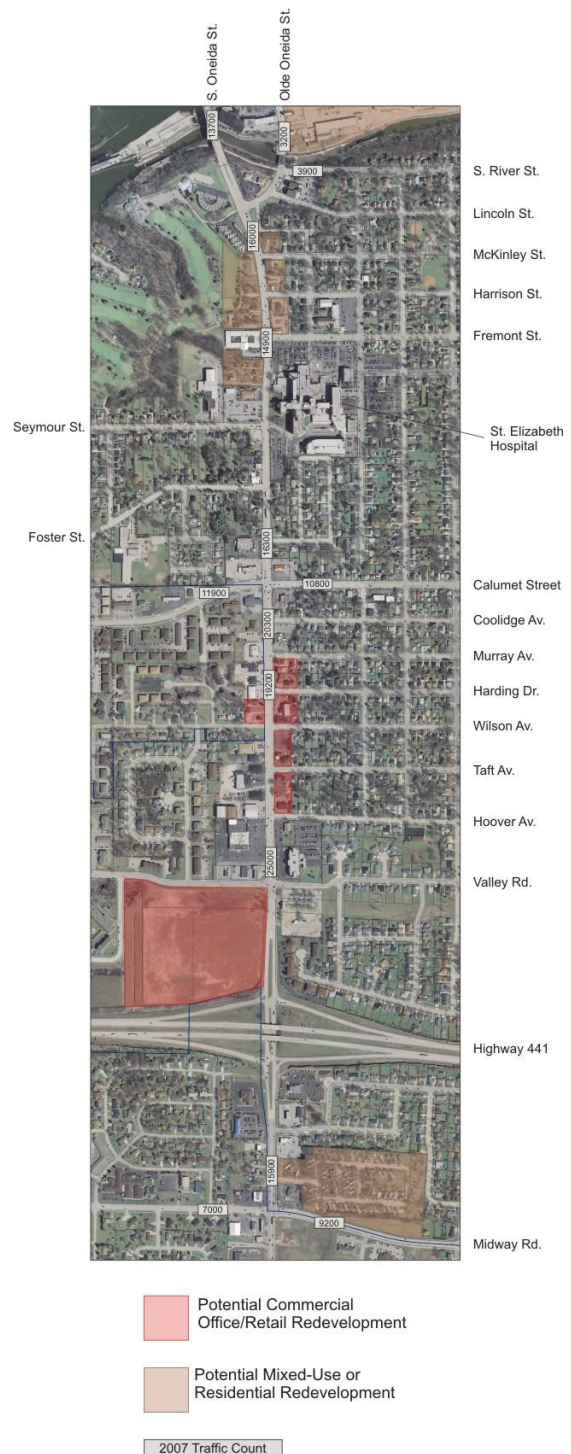 S. Oneida St.
Olde Oneida St.
13700
3200
3900
S. River St.
Lincoln St.
16000
McKinley St.
Harrison St.
Fremont St.
14900
Seymour St.
St. Elizabeth
Hospital
Foster St.
16300
10800
Calumet Street
11900
20300
Coolidge Av.
Murray Av.
19200
Harding Dr.
Wilson Av.
Taft Av.
Hoover Av.
25000
Valley Rd.
Highway 441
15900
7000
9200
Midway Rd.
Potential Commercial
Office/Retail Redevelopment
Potential Mixed-Use or
Residential Redevelopment
2007 Traffic Count